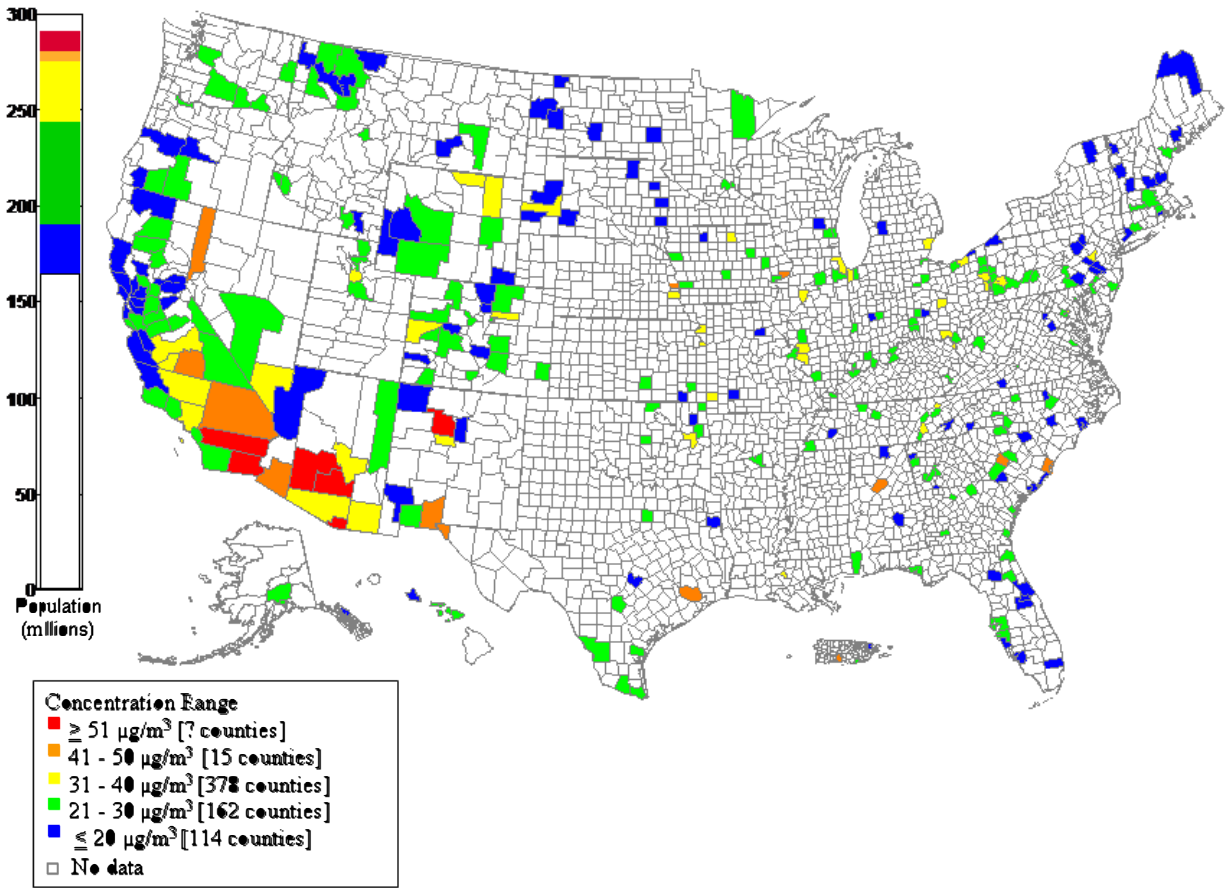 300
250
200
150
100
50
0
Population
(millions)
Concentration Range
≥ 51 µg/m³ [7 counties]
41 - 50 µg/m³ [15 counties]
31 - 40 µg/m³ [378 counties]
21 - 30 µg/m³ [162 counties]
≤ 20 µg/m³ [114 counties]
No data